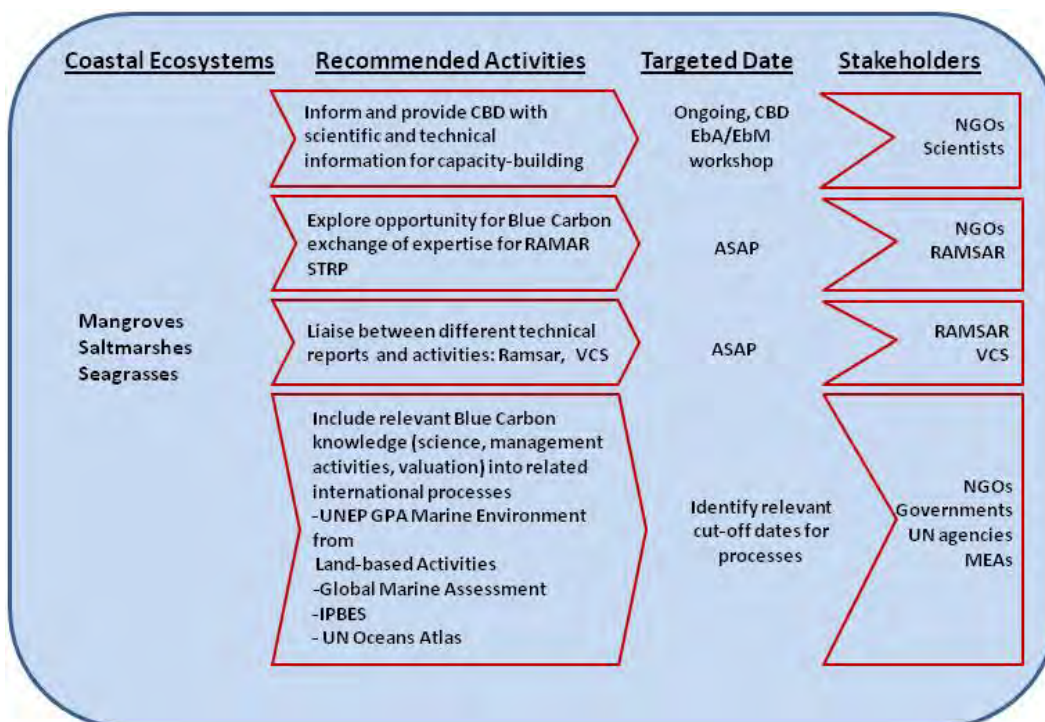 Coastal Ecosystems
Recommended Activities
Targeted Date
Stakeholders
Inform and provide CBD with
scientific and technical
information for capacity-building
Ongoing, CBD
EbA/EbM
workshop
NGOs
Scientists
Explore opportunity for Blue Carbon
exchange of expertise for RAMAR
STRP
ASAP
NGOs
RAMSAR
Mangroves
Saltmarshes
Seagrasses
Liaise between different technical
reports and activities: Ramsar, VCS
ASAP
RAMSAR
VCS
Include relevant Blue Carbon
knowledge (science, management
activities, valuation) into related
international processes
-UNEP GPA Marine Environment
from
Land-based Activities
-Global Marine Assessment
-IPBES
- UN Oceans Atlas
Identify relevant
cut-off dates for
processes
NGOs
Governments
UN agencies
MEAs